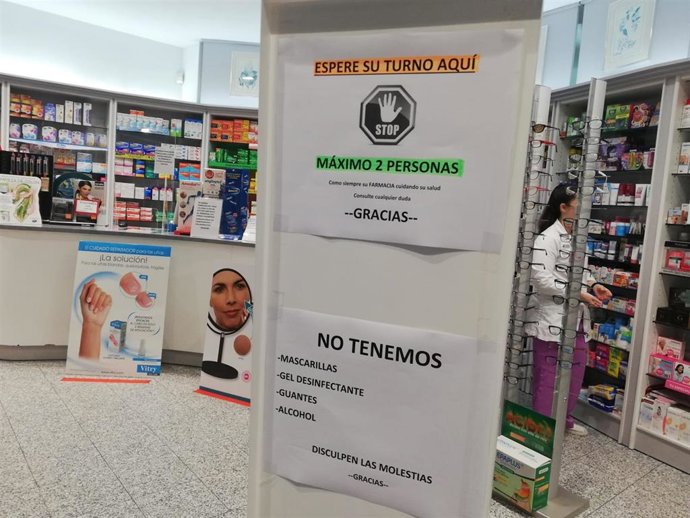 ESPERE SU TURNO AQUÍ
STOP
MÁXIMO 2 PERSONAS
Como siempre su FARMACIA cuidando su salud
Consulte cualquier duda
--GRACIAS--
NO TENEMOS
-MASCARILLAS
-GEL DESINFECTANTE
-GUANTES
-ALCOHOL
DISCULPEN LAS MOLESTIAS
--GRACIAS--
¡La solución!
Vitry